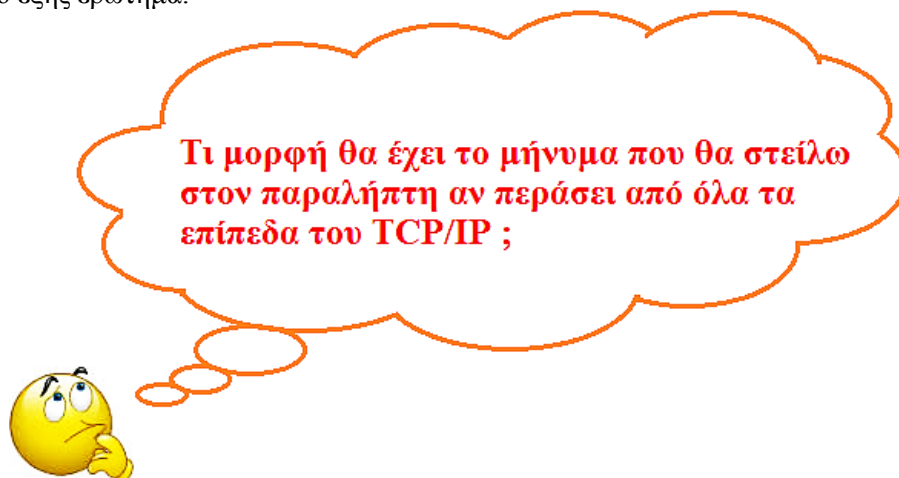 Τι μορφή θα έχει το μήνυμα που θα στείλω
στον παραλήπτη αν περάσει από όλα τα
επίπεδα του TCP/IP ;